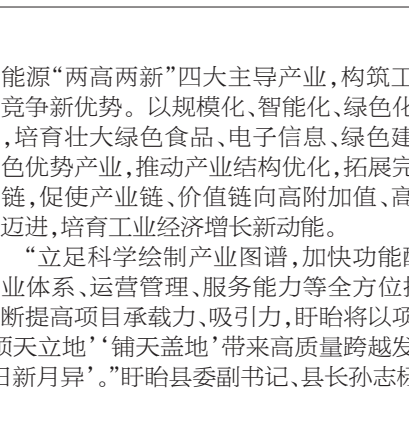 能源“两高两新”四大主导产业,构筑工
竞争新优势。以规模化、智能化、绿色化
,培育壮大绿色食品、电子信息、绿色建
色优势产业,推动产业结构优化,拓展完
链,促使产业链、价值链向高附加值、高
迈进,培育工业经济增长新动能。
“立足科学绘制产业图谱,加快功能酉
业体系、运营管理、服务能力等全方位
断提高项目承载力、吸引力,盱眙将以项
顶天立地’‘铺天盖地’带来高质量跨越发
日新月异’。”盱眙县委副书记、县长孙志标